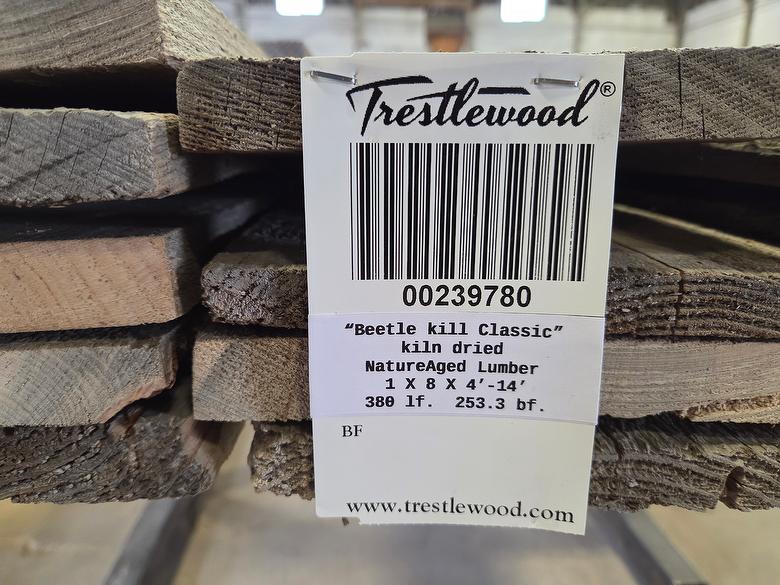 Trestlewood®
00239780
“Beetle kill Classic”
kiln dried
NatureAged Lumber
1 X 8 X 4’-14’
380 lf. 253.3 bf.
BF
www.trestlewood.com